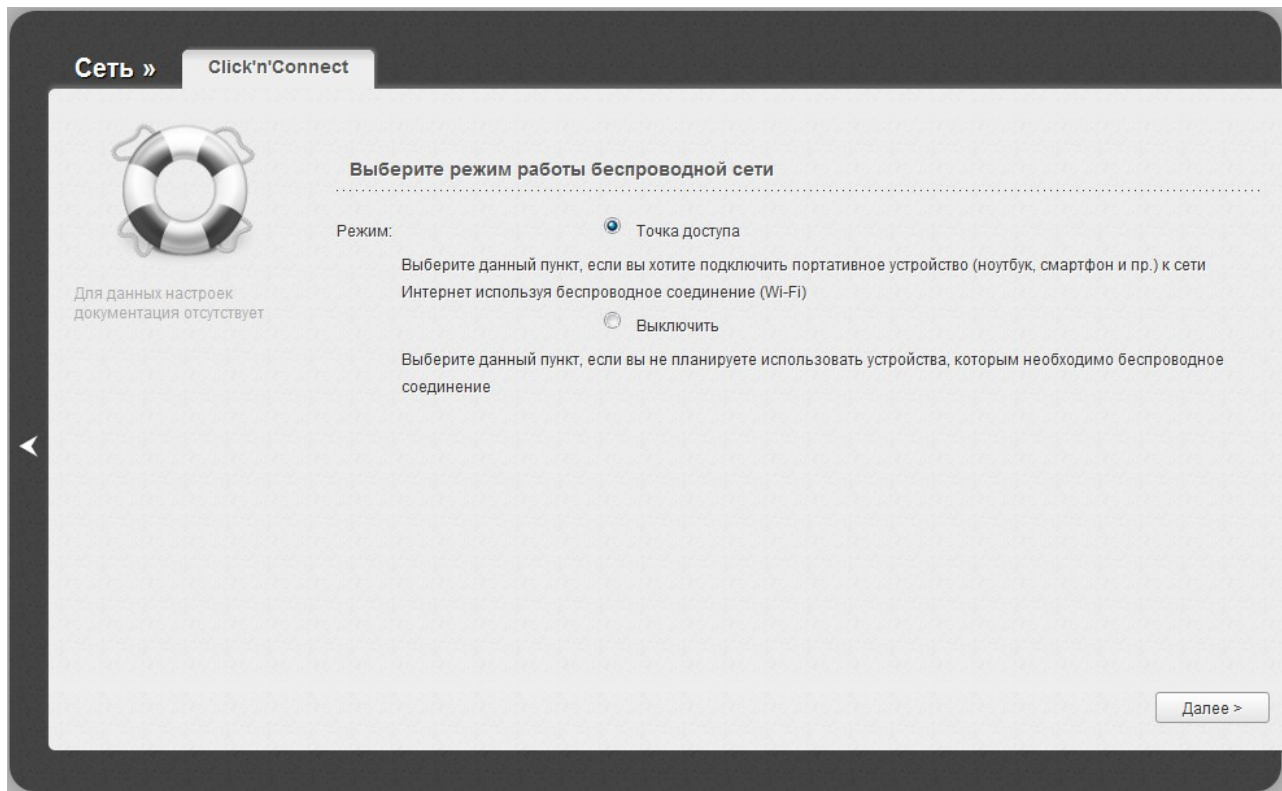 Сеть »
Click'n'Connect
Для данных настроек
документация отсутствует
Выберите режим работы беспроводной сети
Режим:
Точка доступа
Выберите данный пункт, если вы хотите подключить портативное устройство (ноутбук, смартфон и пр.) к сети
Интернет используя беспроводное соединение (Wi-Fi)
Выключить
Выберите данный пункт, если вы не планируете использовать устройства, которым необходимо беспроводное
соединение
Далее >